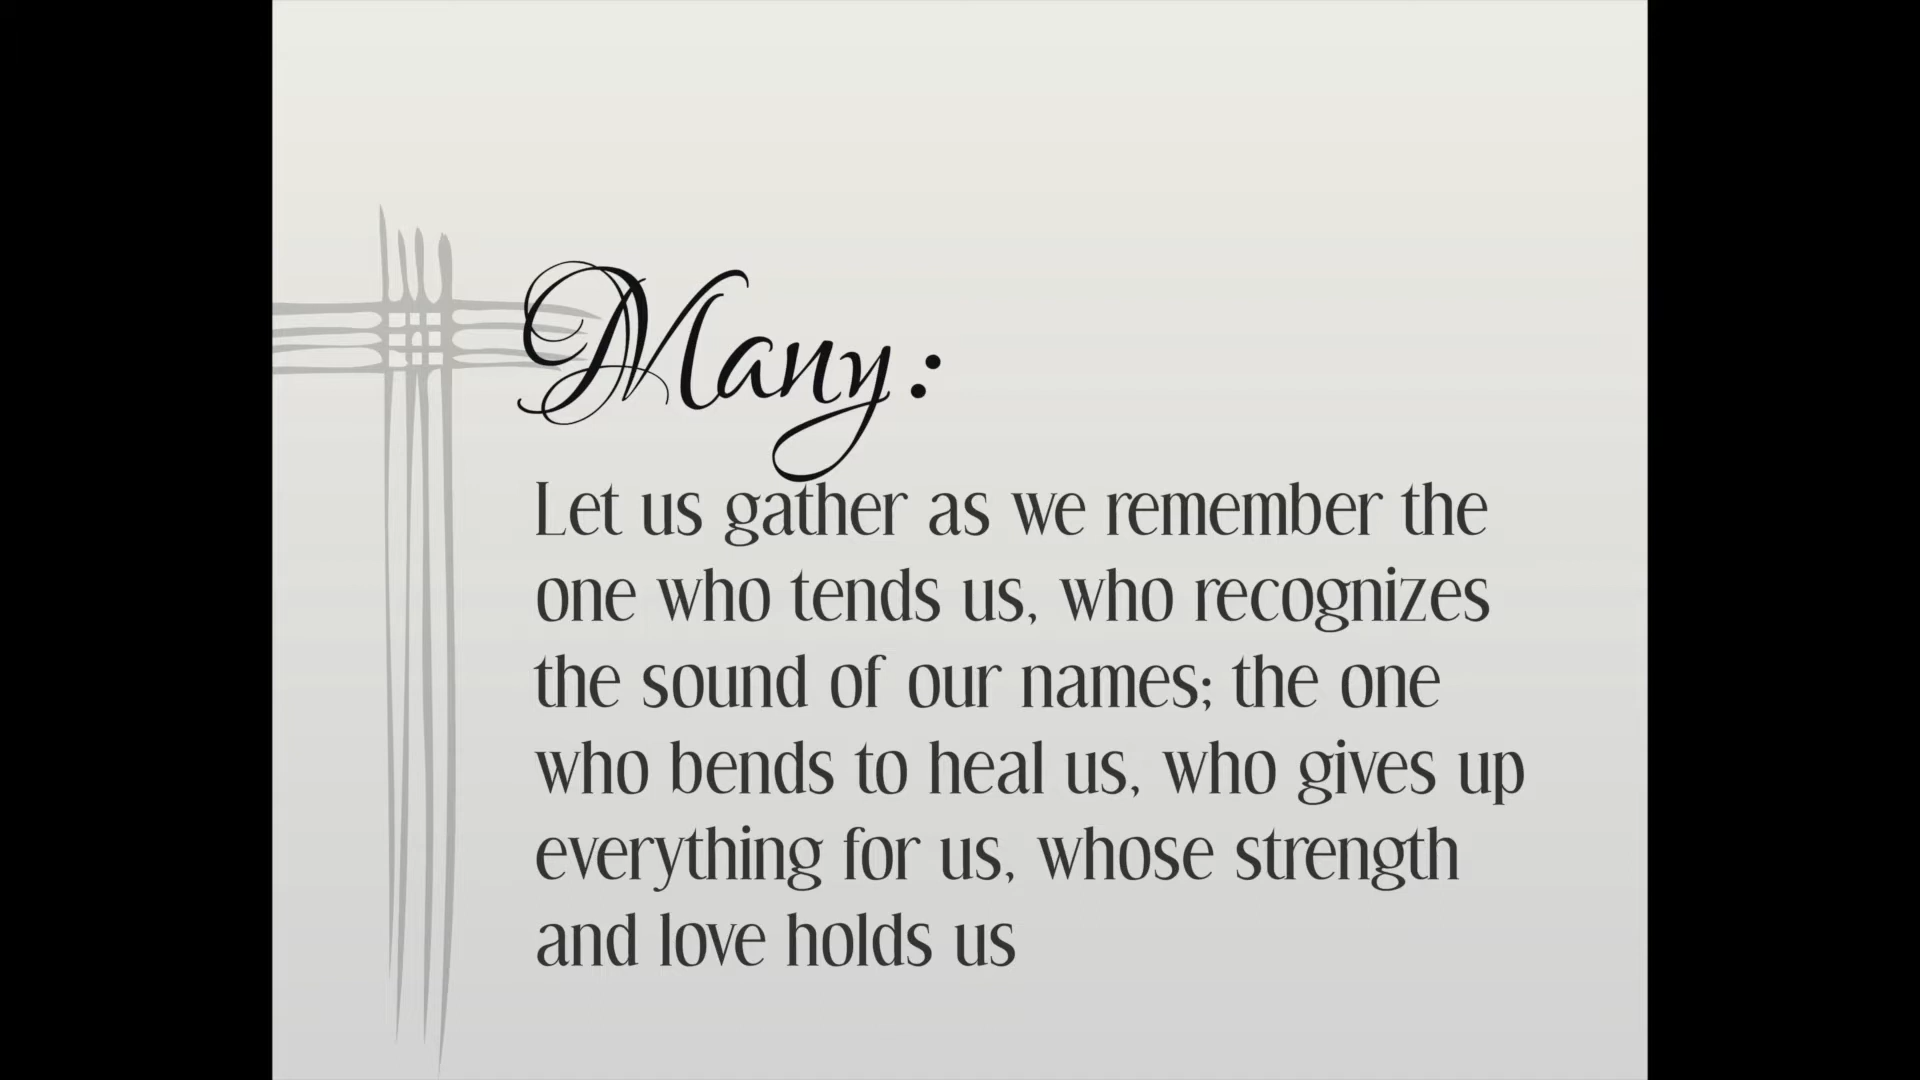 Many:
Let us gather as we remember the
one who tends us, who recognizes
the sound of our names; the one
who bends to heal us, who gives up
everything for us, whose strength
and love holds us